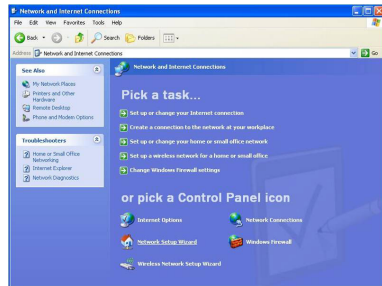 Network and Internet Connections
File Edit View Favorites Tools Help
Back Search Folders
Address Network and Internet Connections Go
See Also
My Network Places
Printers and Other
Hardware
Remote Desktop
Phone and Modem Options
Troubleshooters
Home or Small Office
Networking
Internet Explorer
Network Diagnostics
Network and Internet Connections
Pick a task...
Set up or change your Internet connection
Create a connection to the network at your workplace
Set up or change your home or small office network
Set up a wireless network for a home or small office
Change Windows Firewall settings
or pick a Control Panel icon
Internet Options
Network Connections
Network Setup Wizard
Windows Firewall
Wireless Network Setup Wizard